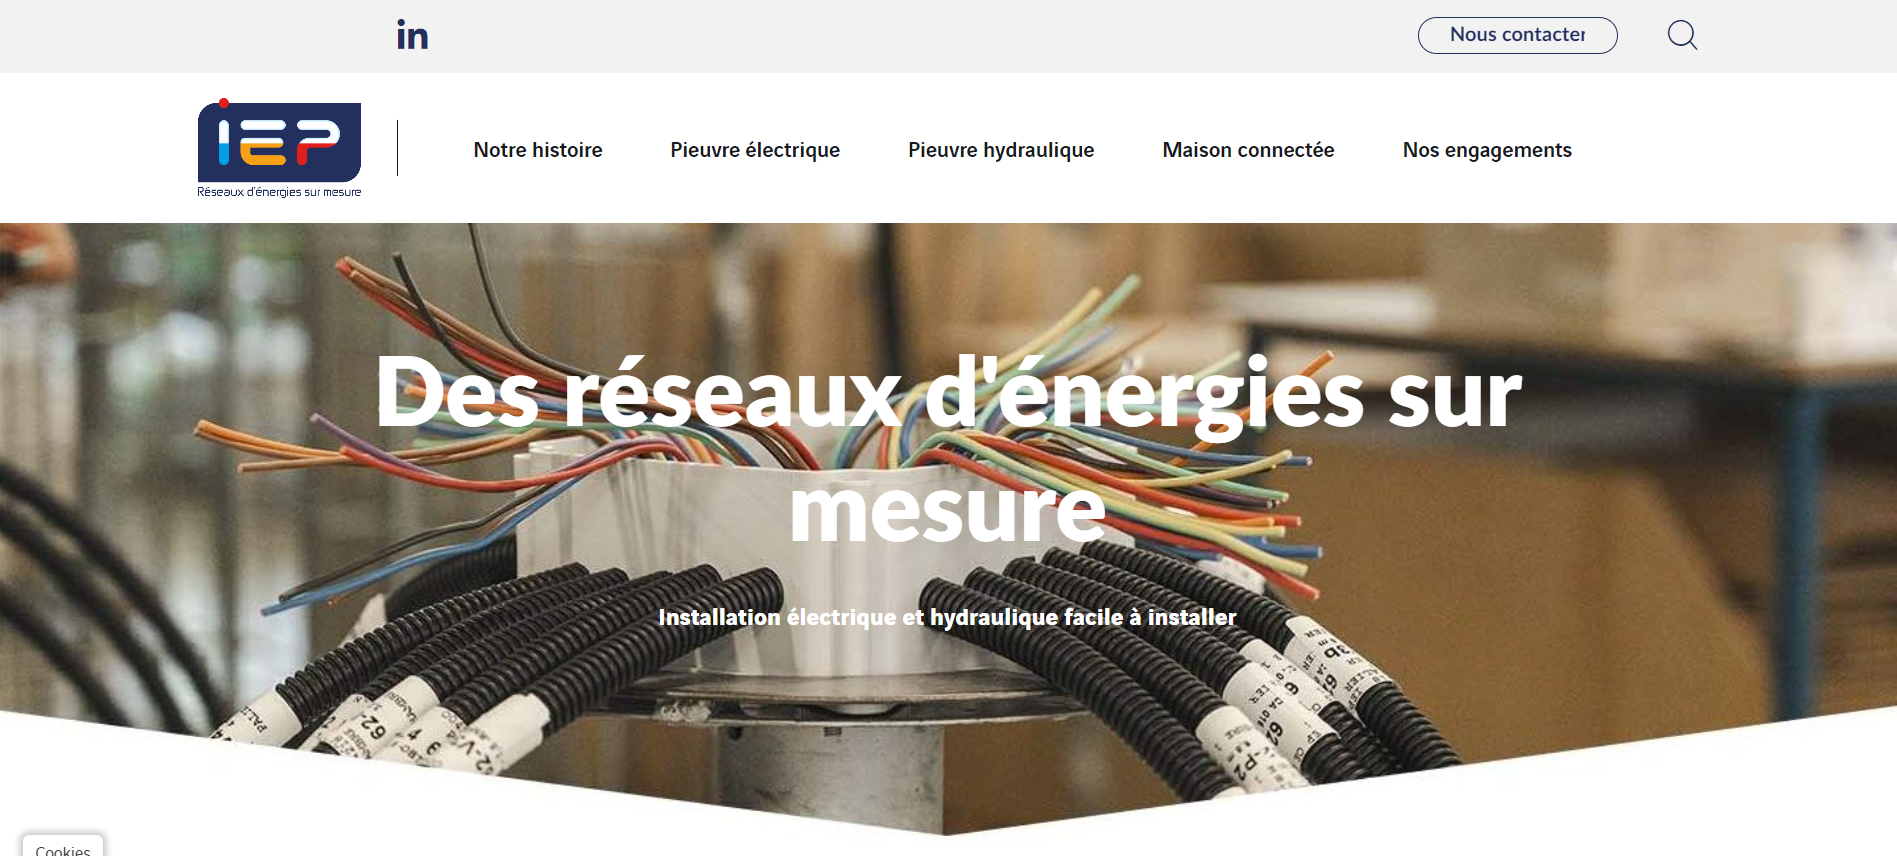 in
Nous contacter
iEP
Réseaux d'énergies sur mesure
Notre histoire
Pieuvre électrique
Pieuvre hydraulique
Maison connectée
Nos engagements
Des réseaux d'énergies sur
mesure
Installation électrique et hydraulique facile à installer
Cookies